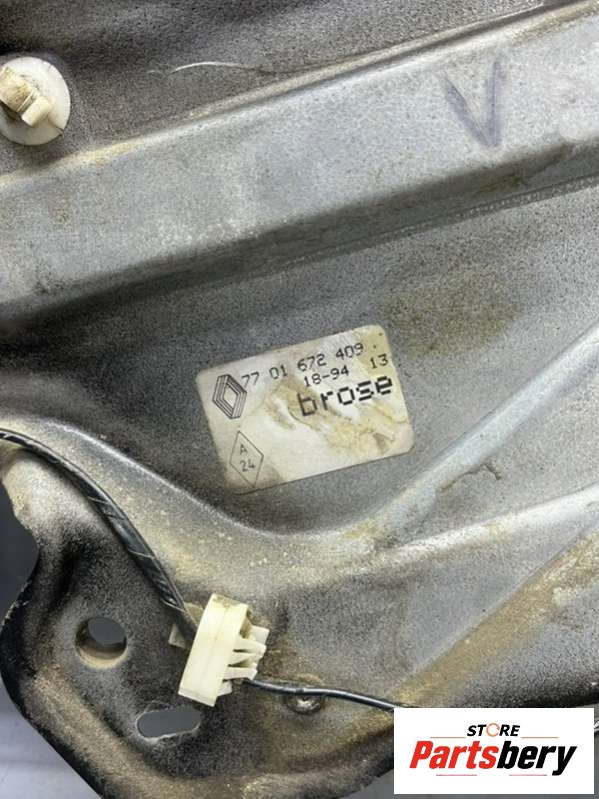 V
77 01 672 409
18-94 13
brose
A
24
STORE
Partsbery